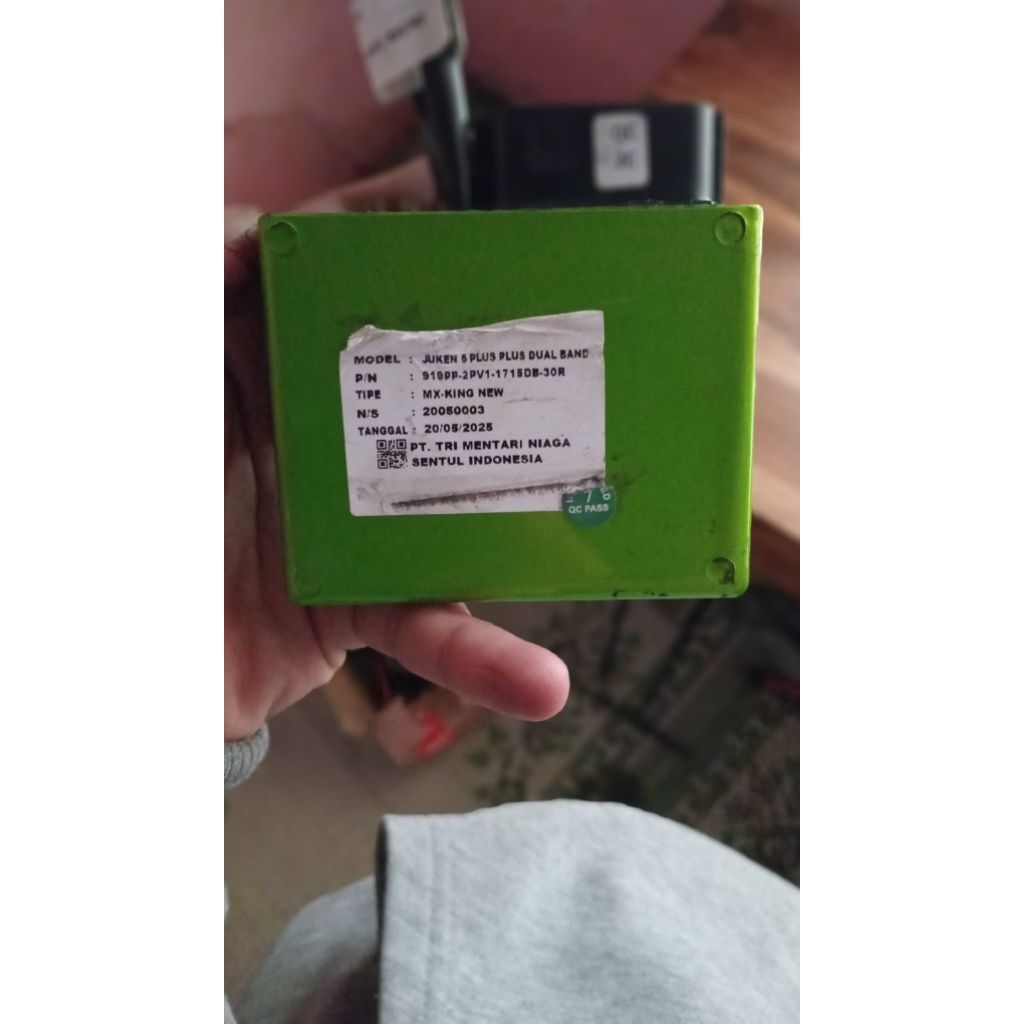 MODEL : JUKEN 5 PLUS PLUS DUAL BAND
P/N : 919PP-2PV1-1715DB-30R
TIPE : MX-KING NEW
N/S : 20050003
TANGGAL : 20/05/2025
PT. TRI MENTARI NIAGA
SENTUL INDONESIA
7
QC PASS